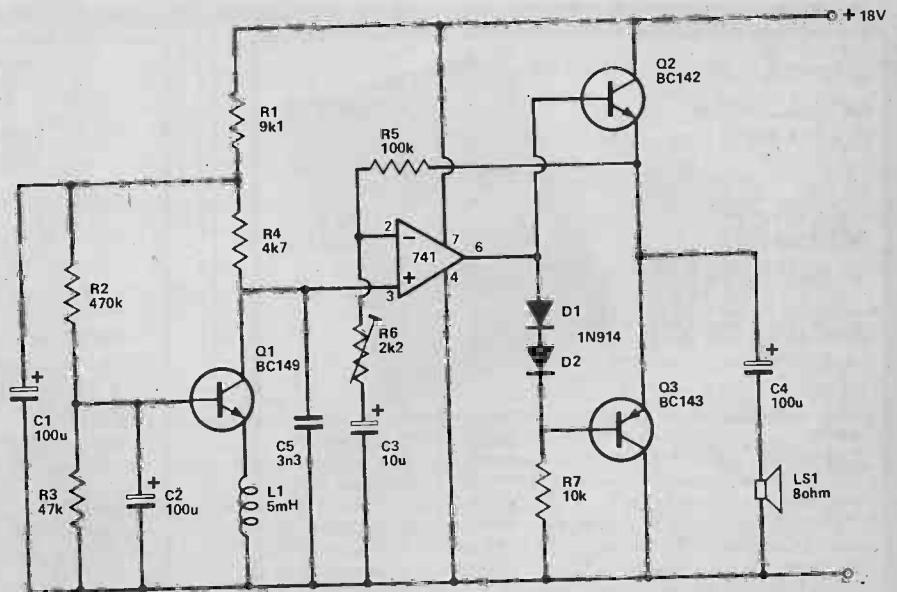 + 18V
Q2
BC142
R1
9k1
R5
100k
R4
4k7
2
−
7
6
741
+
3
4
R2
470k
D1
1N914
D2
R6
2k2
Q1
BC149
Q3
BC143
+
C1
100u
+
C4
100u
C5
3n3
+
C3
10u
R3
47k
+
C2
100u
L1
5mH
R7
10k
LS1
8ohm